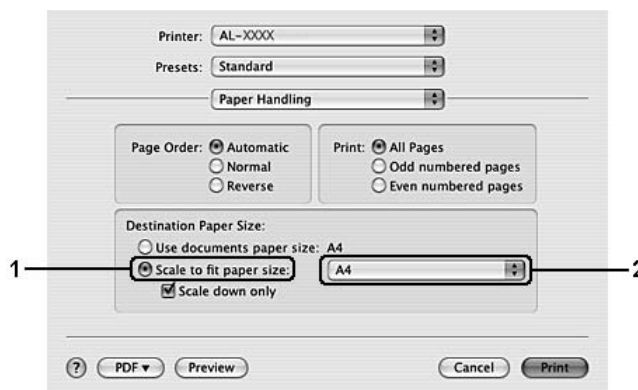 Printer: AL-XXXX
Presets: Standard
Paper Handling
Page Order: Automatic
Normal
Reverse
Print: All Pages
Odd numbered pages
Even numbered pages
Destination Paper Size:
Use documents paper size: A4
1 Scale to fit paper size: A4 2
Scale down only
? PDF▼ Preview Cancel Print